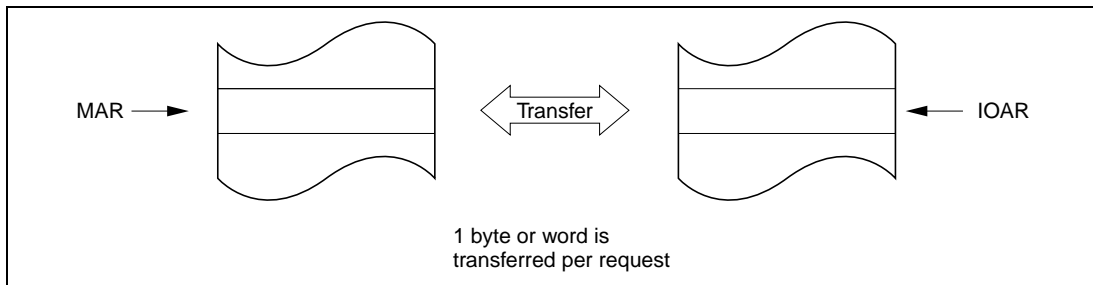 MAR
Transfer
IOAR
1 byte or word is
transferred per request